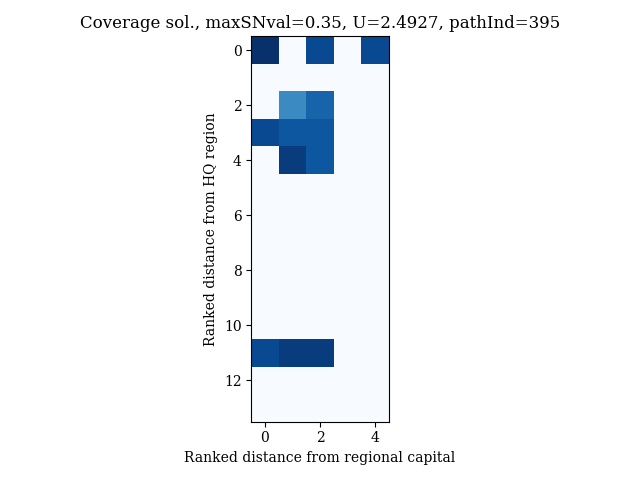 Coverage sol., maxSNval=0.35, U=2.4927, pathInd=395
0
2
4
6
8
10
12
Ranked distance from HQ region
0 2 4
Ranked distance from regional capital